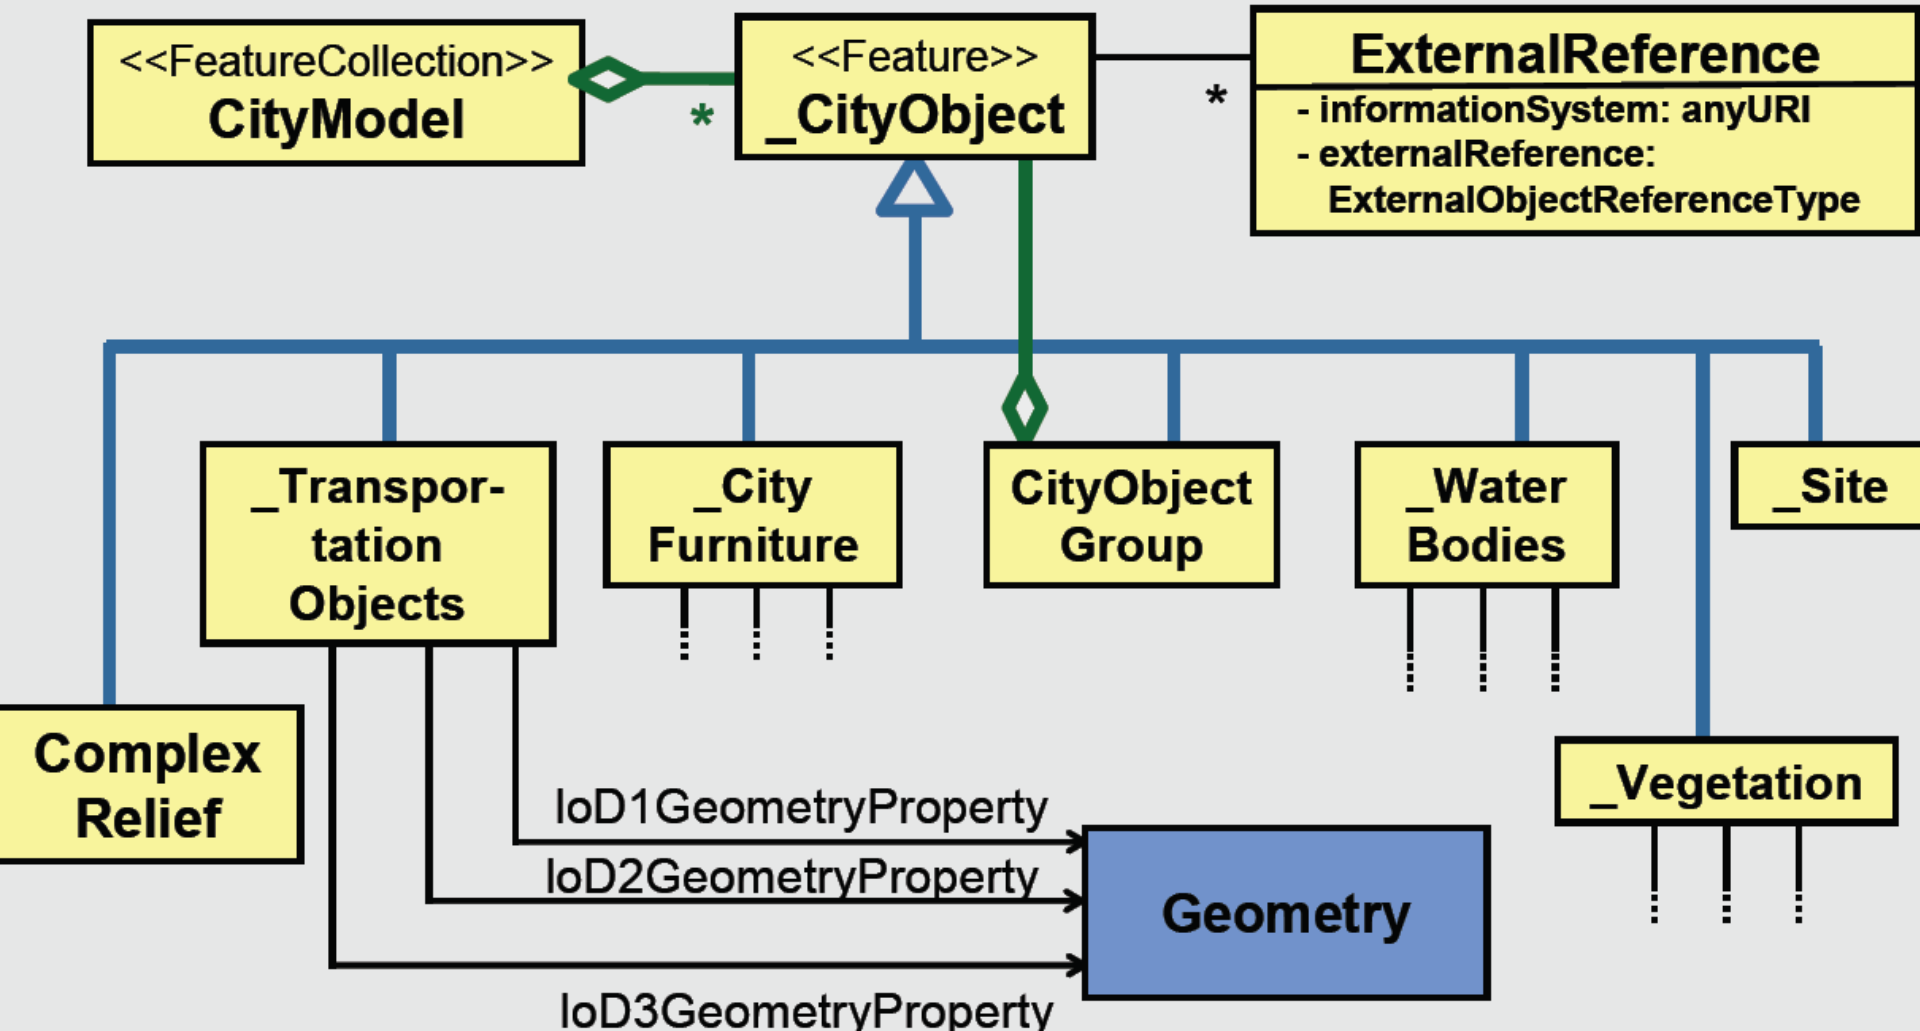 <<FeatureCollection>>
CityModel
*
<<Feature>>
_CityObject
*
ExternalReference
- informationSystem: anyURI
- externalReference:
ExternalObjectReferenceType
_Transpor-
tation
Objects
_City
Furniture
CityObject
Group
_Water
Bodies
_Site
Complex
Relief
_Vegetation
loD1GeometryProperty
loD2GeometryProperty
loD3GeometryProperty
Geometry